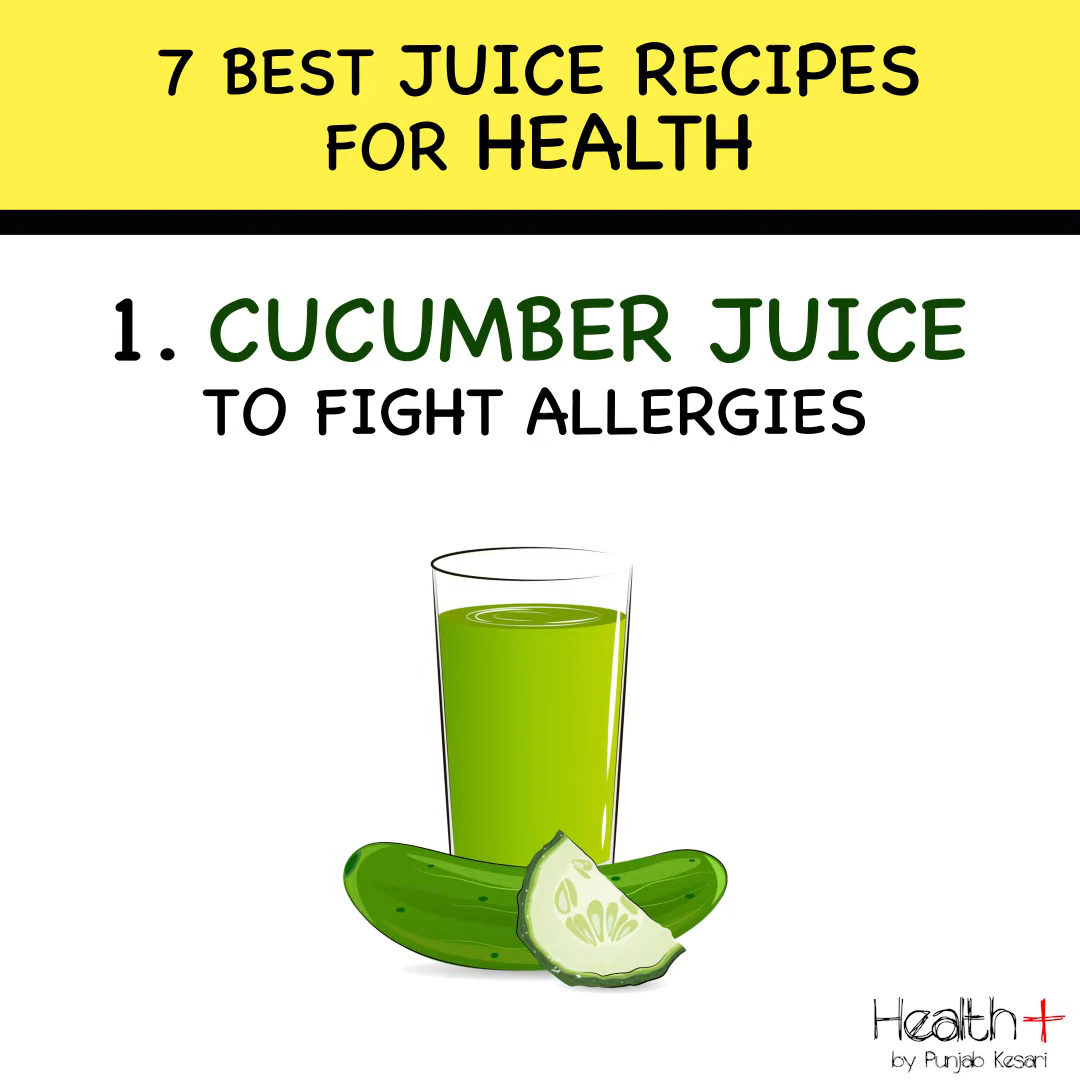 7 BEST JUICE RECIPES
FOR HEALTH
1. CUCUMBER JUICE
TO FIGHT ALLERGIES
Health+
by Punjab Kesari